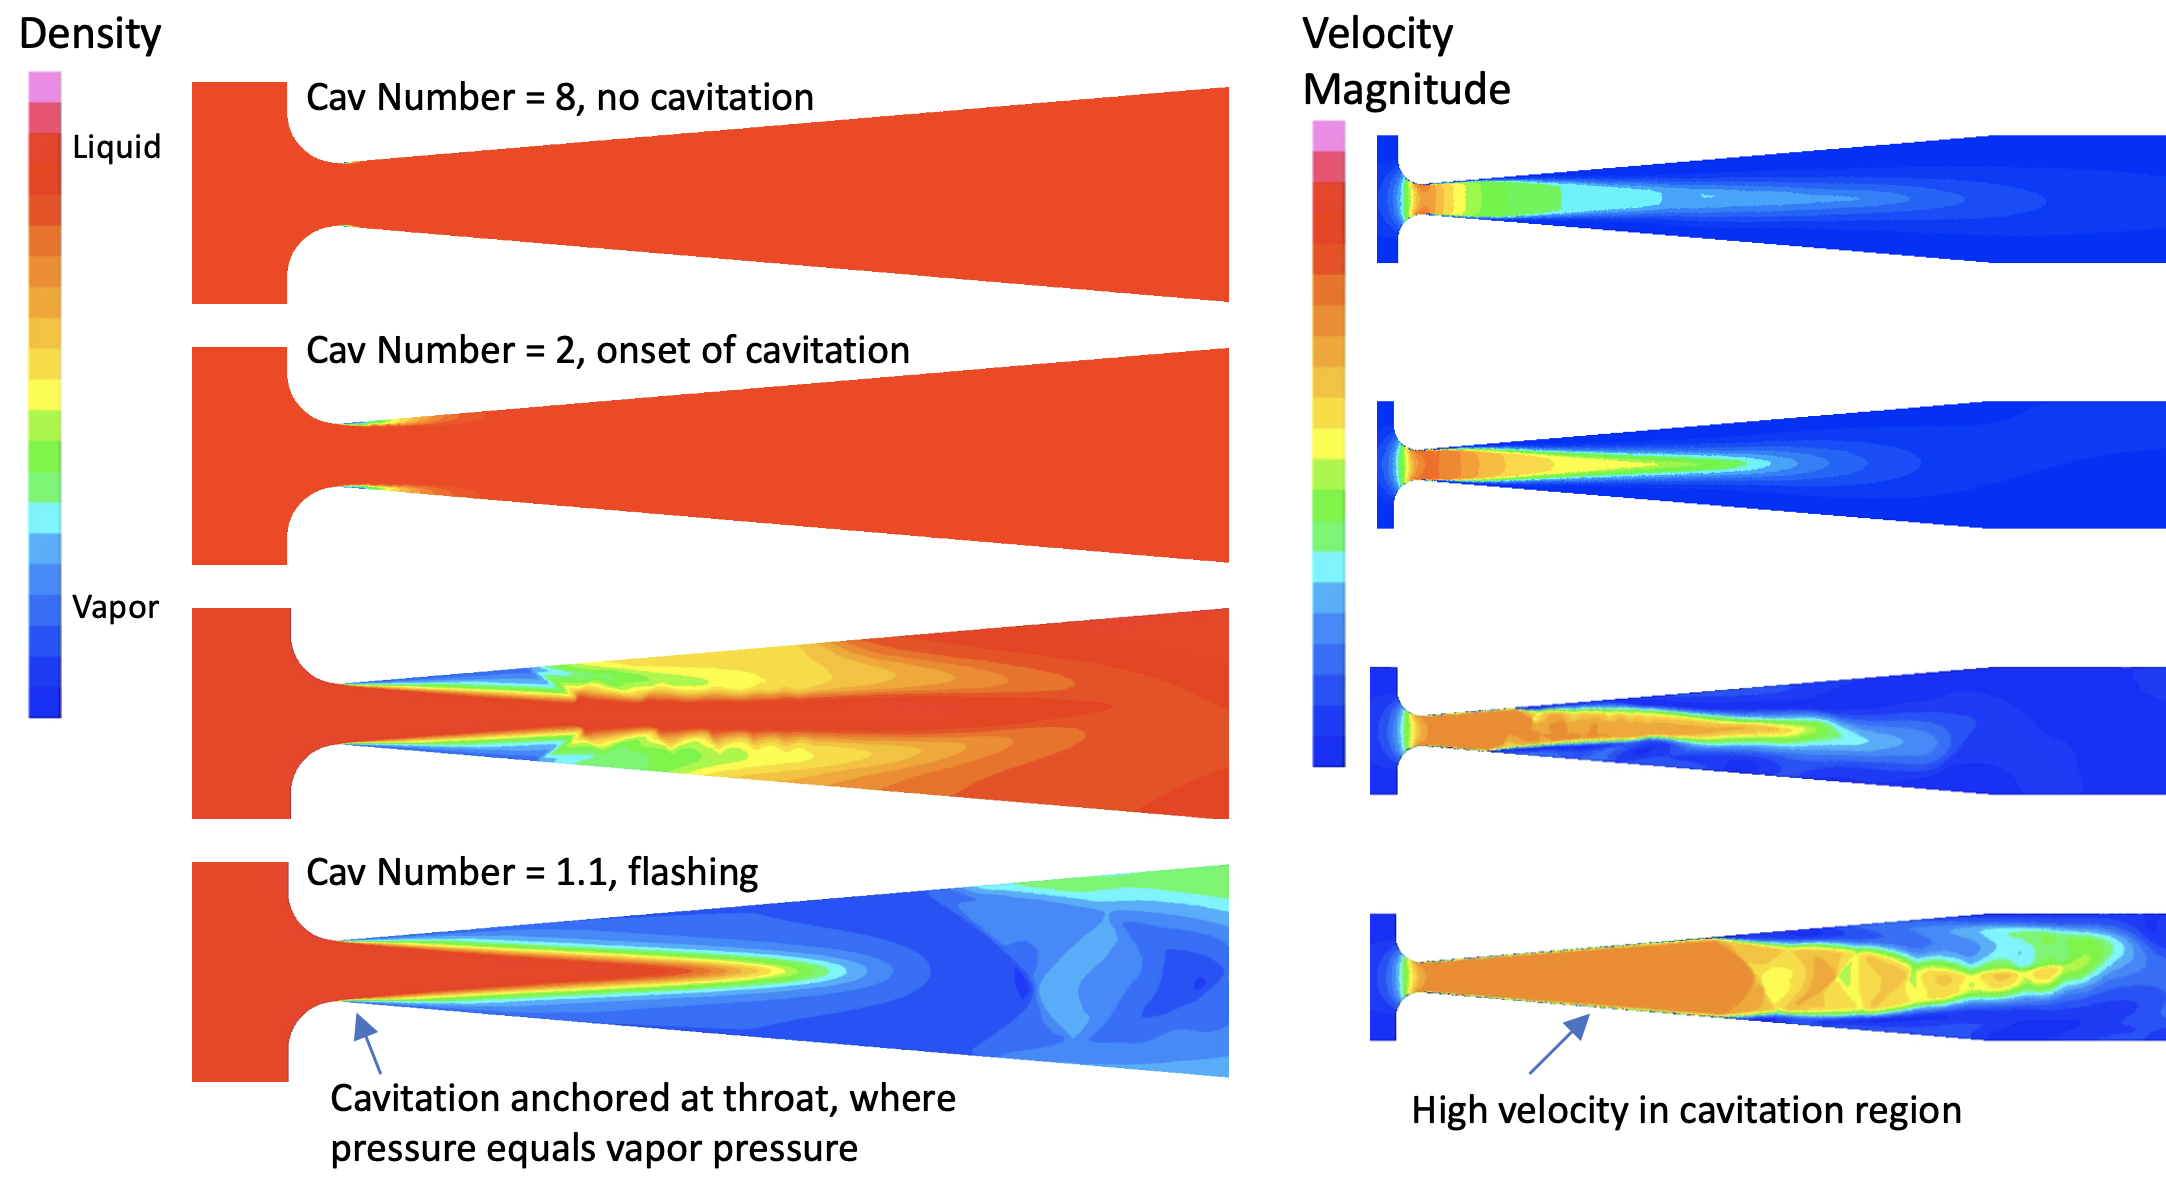 Density
Liquid
Vapor
Cav Number = 8, no cavitation
Cav Number = 2, onset of cavitation
Cav Number = 1.1, flashing
Cavitation anchored at throat, where
pressure equals vapor pressure
Velocity
Magnitude
High velocity in cavitation region